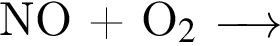 NO + O₂ ⟶